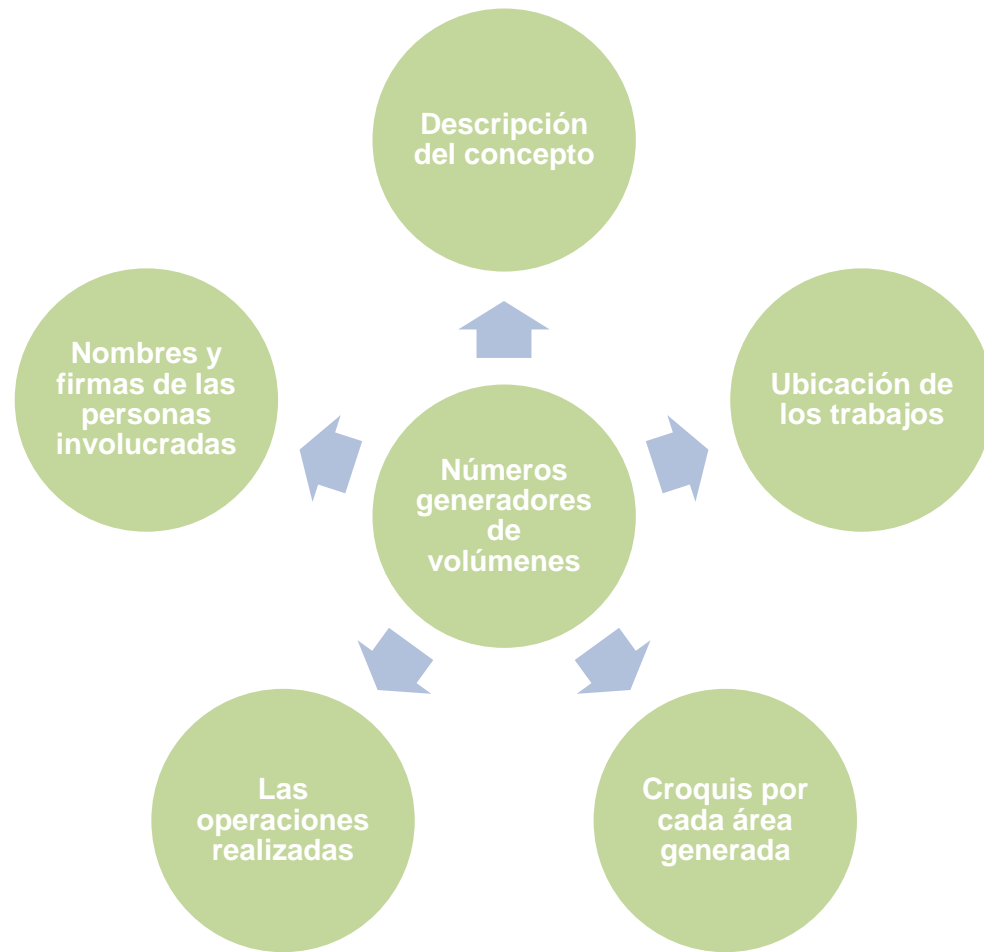 Descripción
del concepto
Ubicación de
los trabajos
Croquis por
cada área
generada
Las
operaciones
realizadas
Nombres y
firmas de las
personas
involucradas
Números
generadores
de
volúmenes